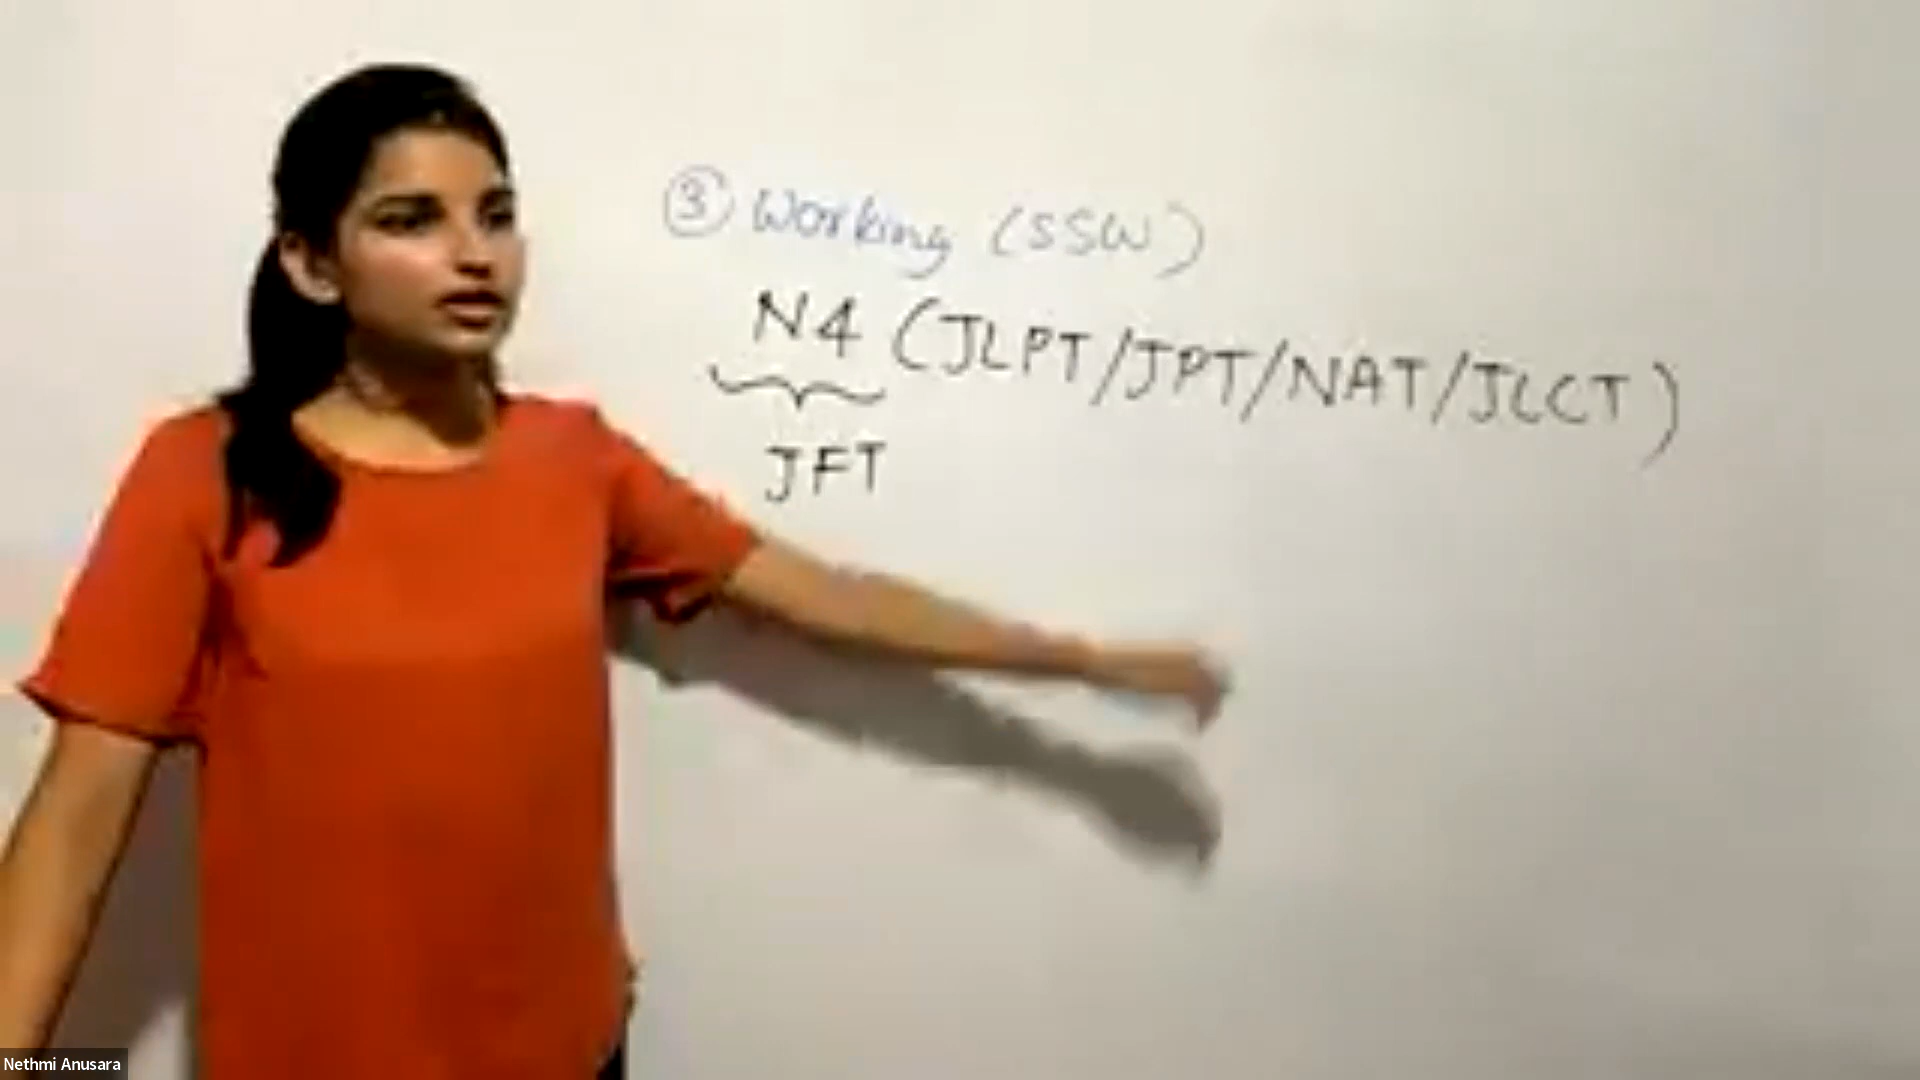 ③ Working (SSW)
N4 (JLPT/JPT/NAT/JLCT)
JFT
Nethmi Anusara